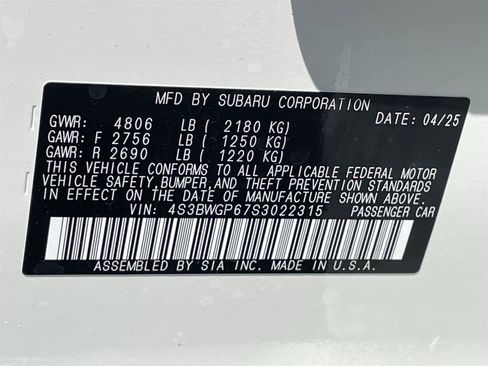 MFD BY SUBARU CORPORATION
GVWR: 4806 LB ( 2180 KG) DATE: 04/25
GAWR: F 2756 LB ( 1250 KG)
GAWR: R 2690 LB ( 1220 KG)
THIS VEHICLE CONFORMS TO ALL APPLICABLE FEDERAL MOTOR
VEHICLE SAFETY,BUMPER,AND THEFT PREVENTION STANDARDS
IN EFFECT ON THE DATE OF MANUFACTURE SHOWN ABOVE.
VIN: 4S3BWGP67S3022315 PASSENGER CAR
ASSEMBLED BY SIA INC. MADE IN U.S.A.